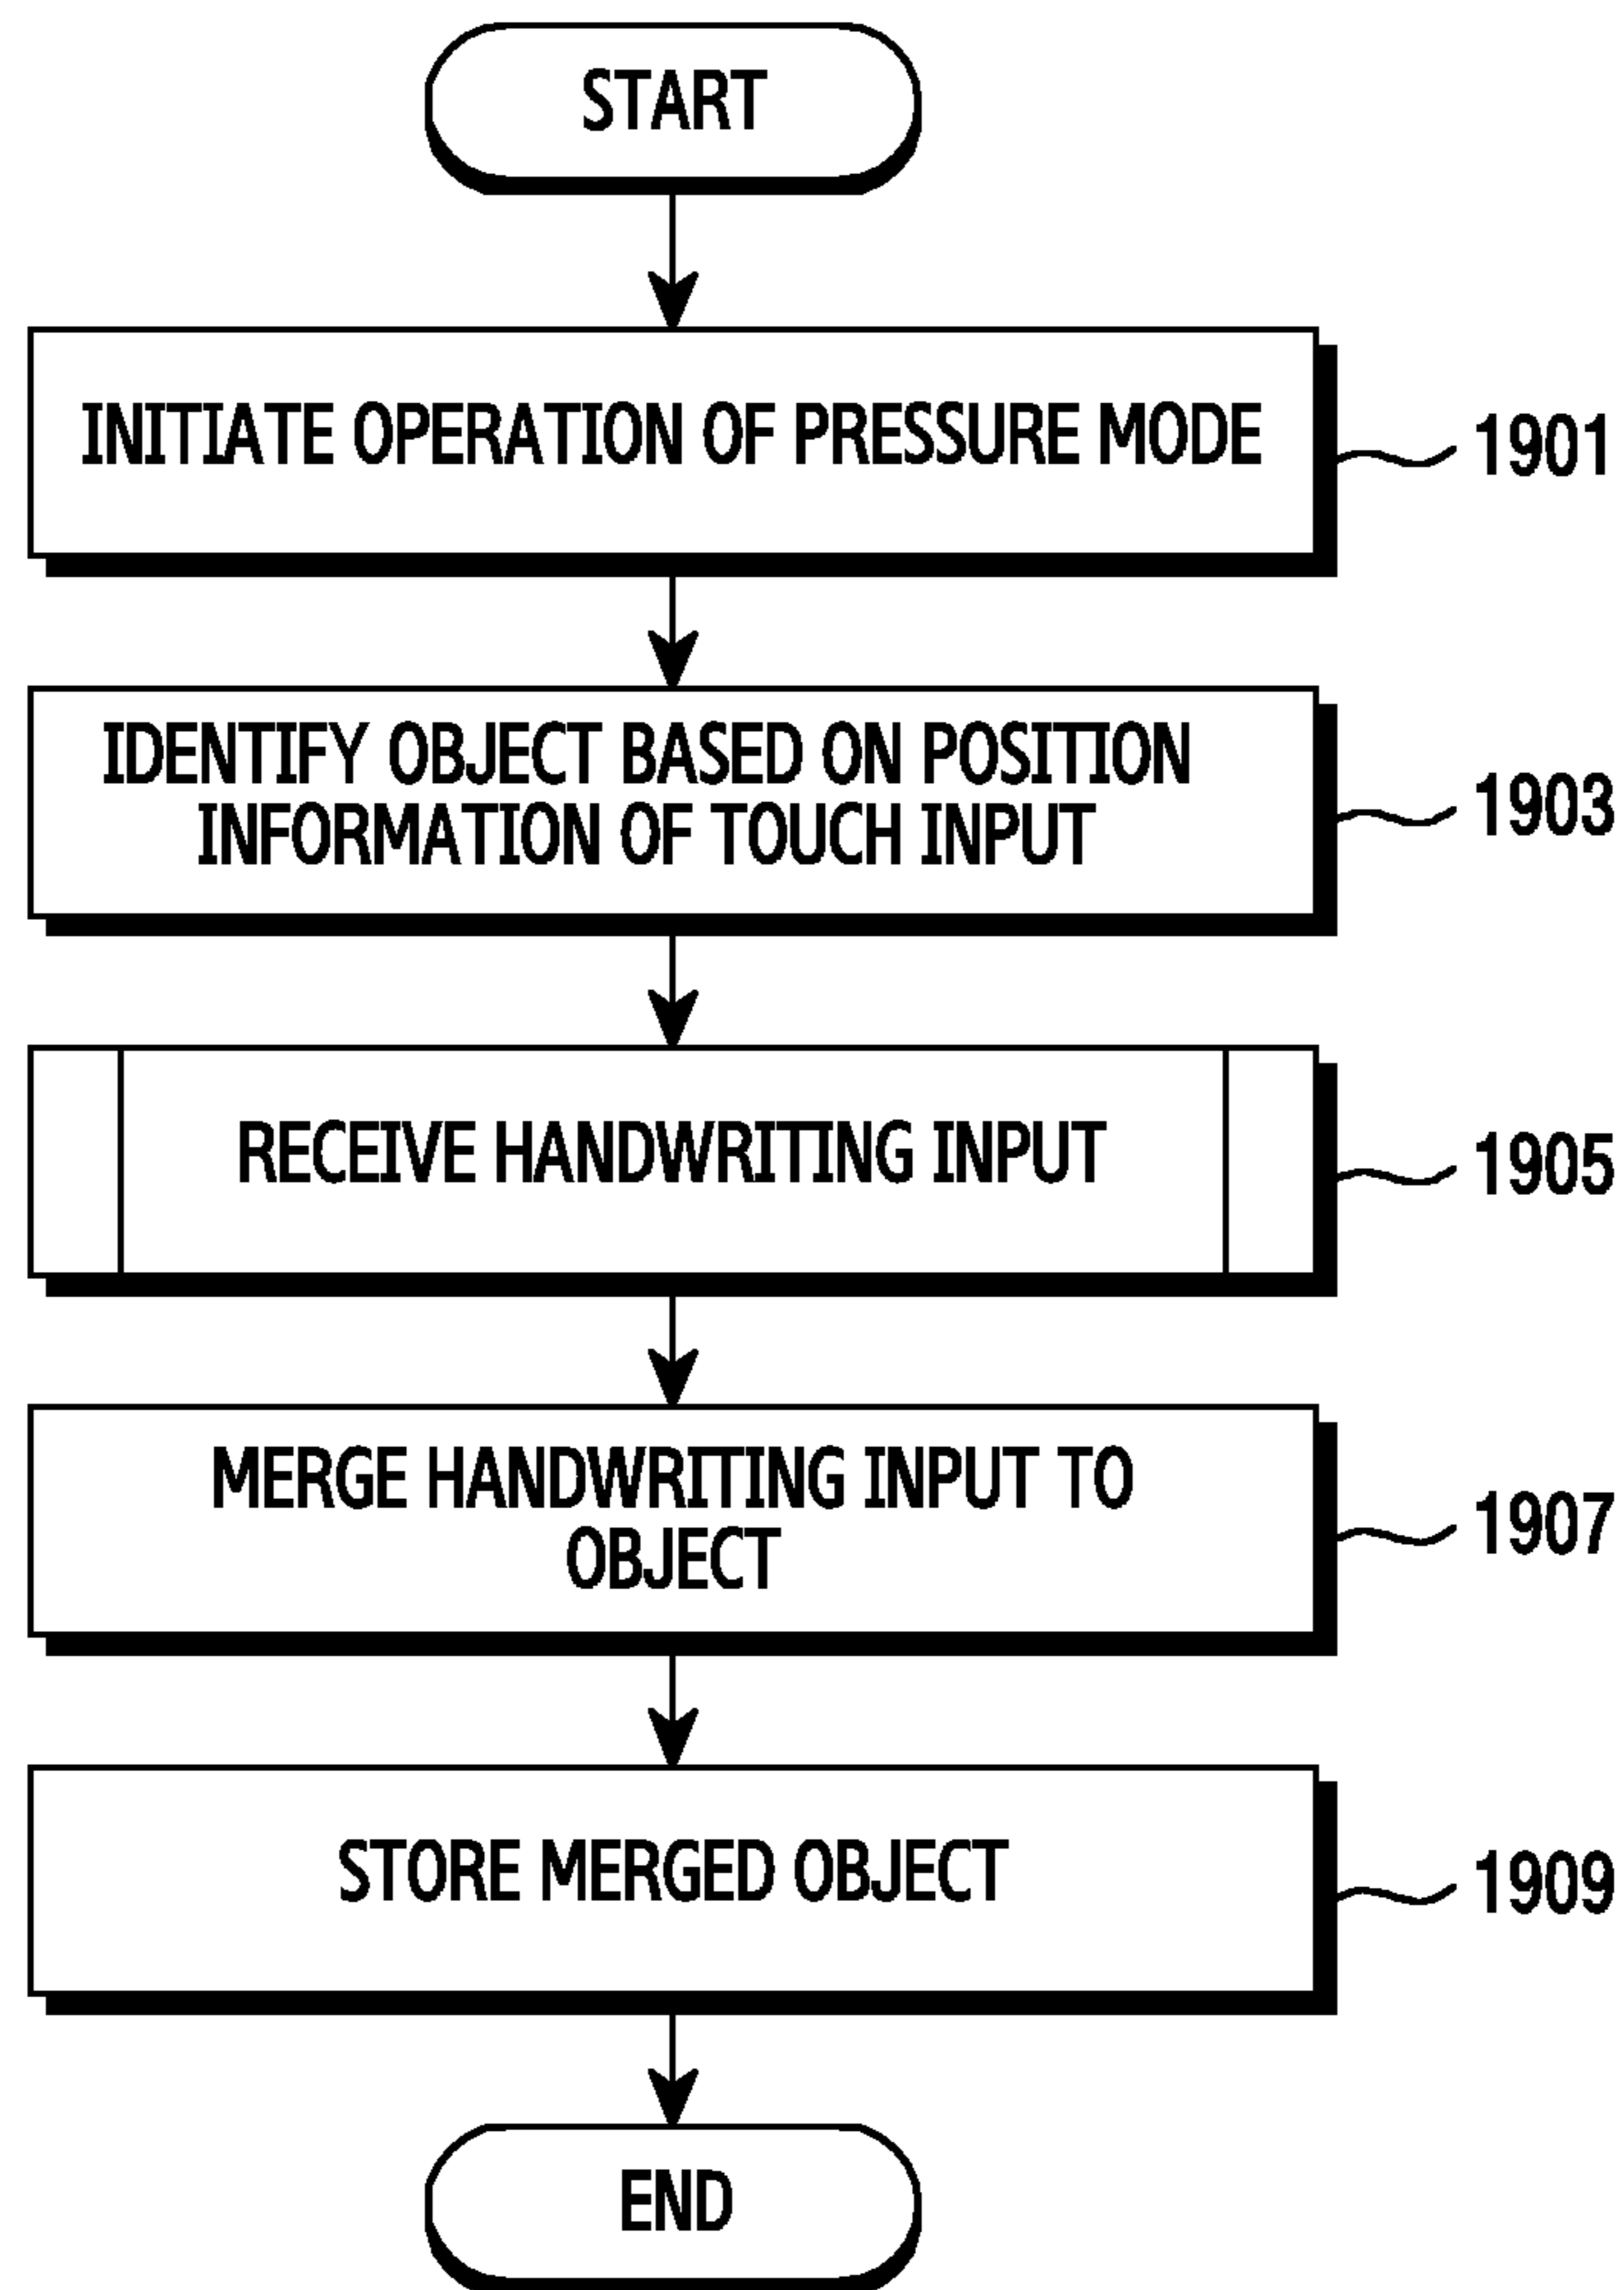 START
INITIATE OPERATION OF PRESSURE MODE
1901
IDENTIFY OBJECT BASED ON POSITION
INFORMATION OF TOUCH INPUT
1903
RECEIVE HANDWRITING INPUT
1905
MERGE HANDWRITING INPUT TO
OBJECT
1907
STORE MERGED OBJECT
1909
END